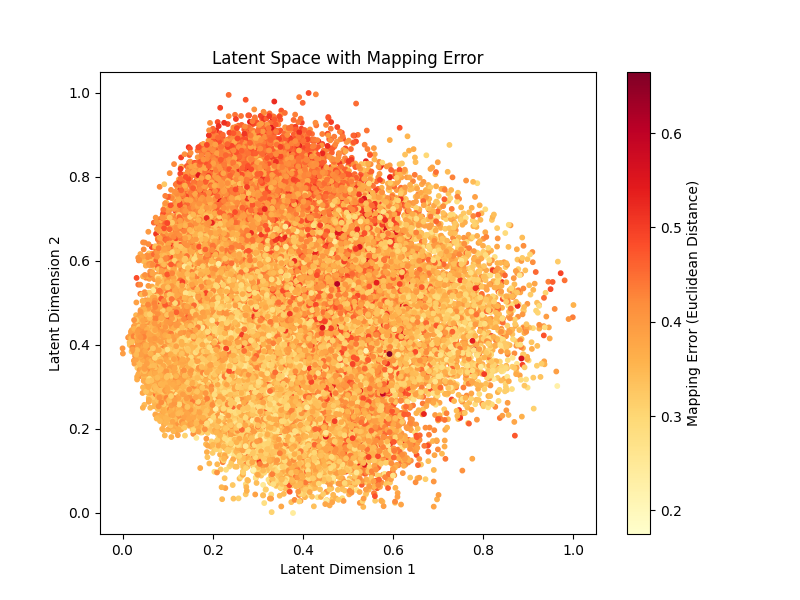 Latent Space with Mapping Error
1.0
0.8
0.6
0.4
0.2
0.0
Latent Dimension 2
0.0 0.2 0.4 0.6 0.8 1.0
Latent Dimension 1
0.6
0.5
0.4
0.3
0.2
Mapping Error (Euclidean Distance)